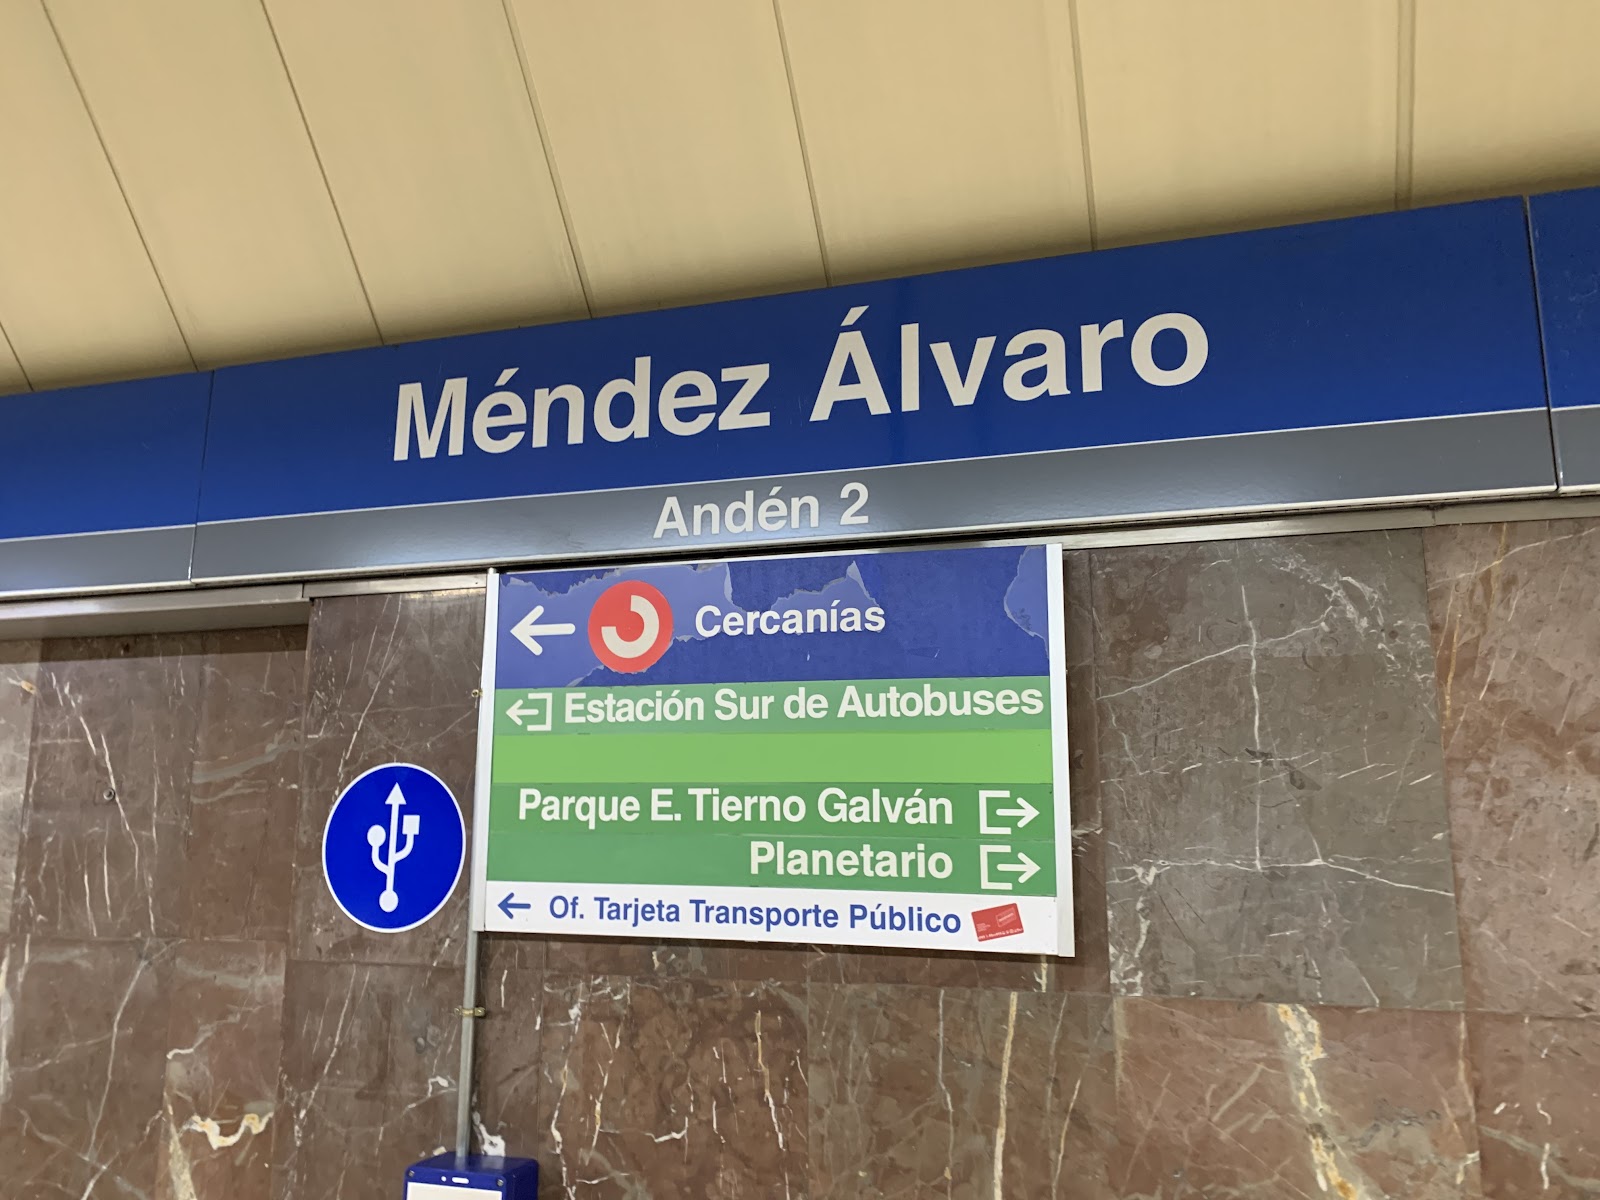 Méndez Álvaro
Andén 2
Cercanías
Estación Sur de Autobuses
Parque E. Tierno Galván
Planetario
Of. Tarjeta Transporte Público